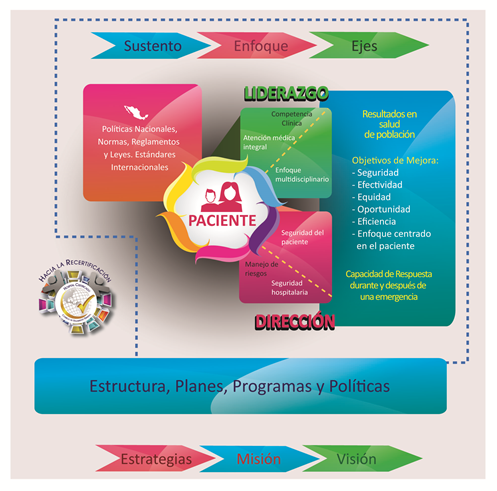 Sustento
Enfoque
Ejes
LIDERAZGO
Políticas Nacionales,
Normas, Reglamentos
y Leyes. Estándares
Internacionales
Competencia
Clínica
Atención médica
integral
Enfoque
multidisciplinario
Resultados en
salud
de población
Objetivos de Mejora:
- Seguridad
- Efectividad
- Equidad
- Oportunidad
- Eficiencia
- Enfoque centrado
en el paciente
Capacidad de Respuesta
durante y después de
una emergencia
PACIENTE
Seguridad del
paciente
Manejo de
riesgos
Seguridad
hospitalaria
DIRECCIÓN
HACIA LA RECERTIFICACIÓN
Estructura, Planes, Programas y Políticas
Estrategias
Misión
Visión